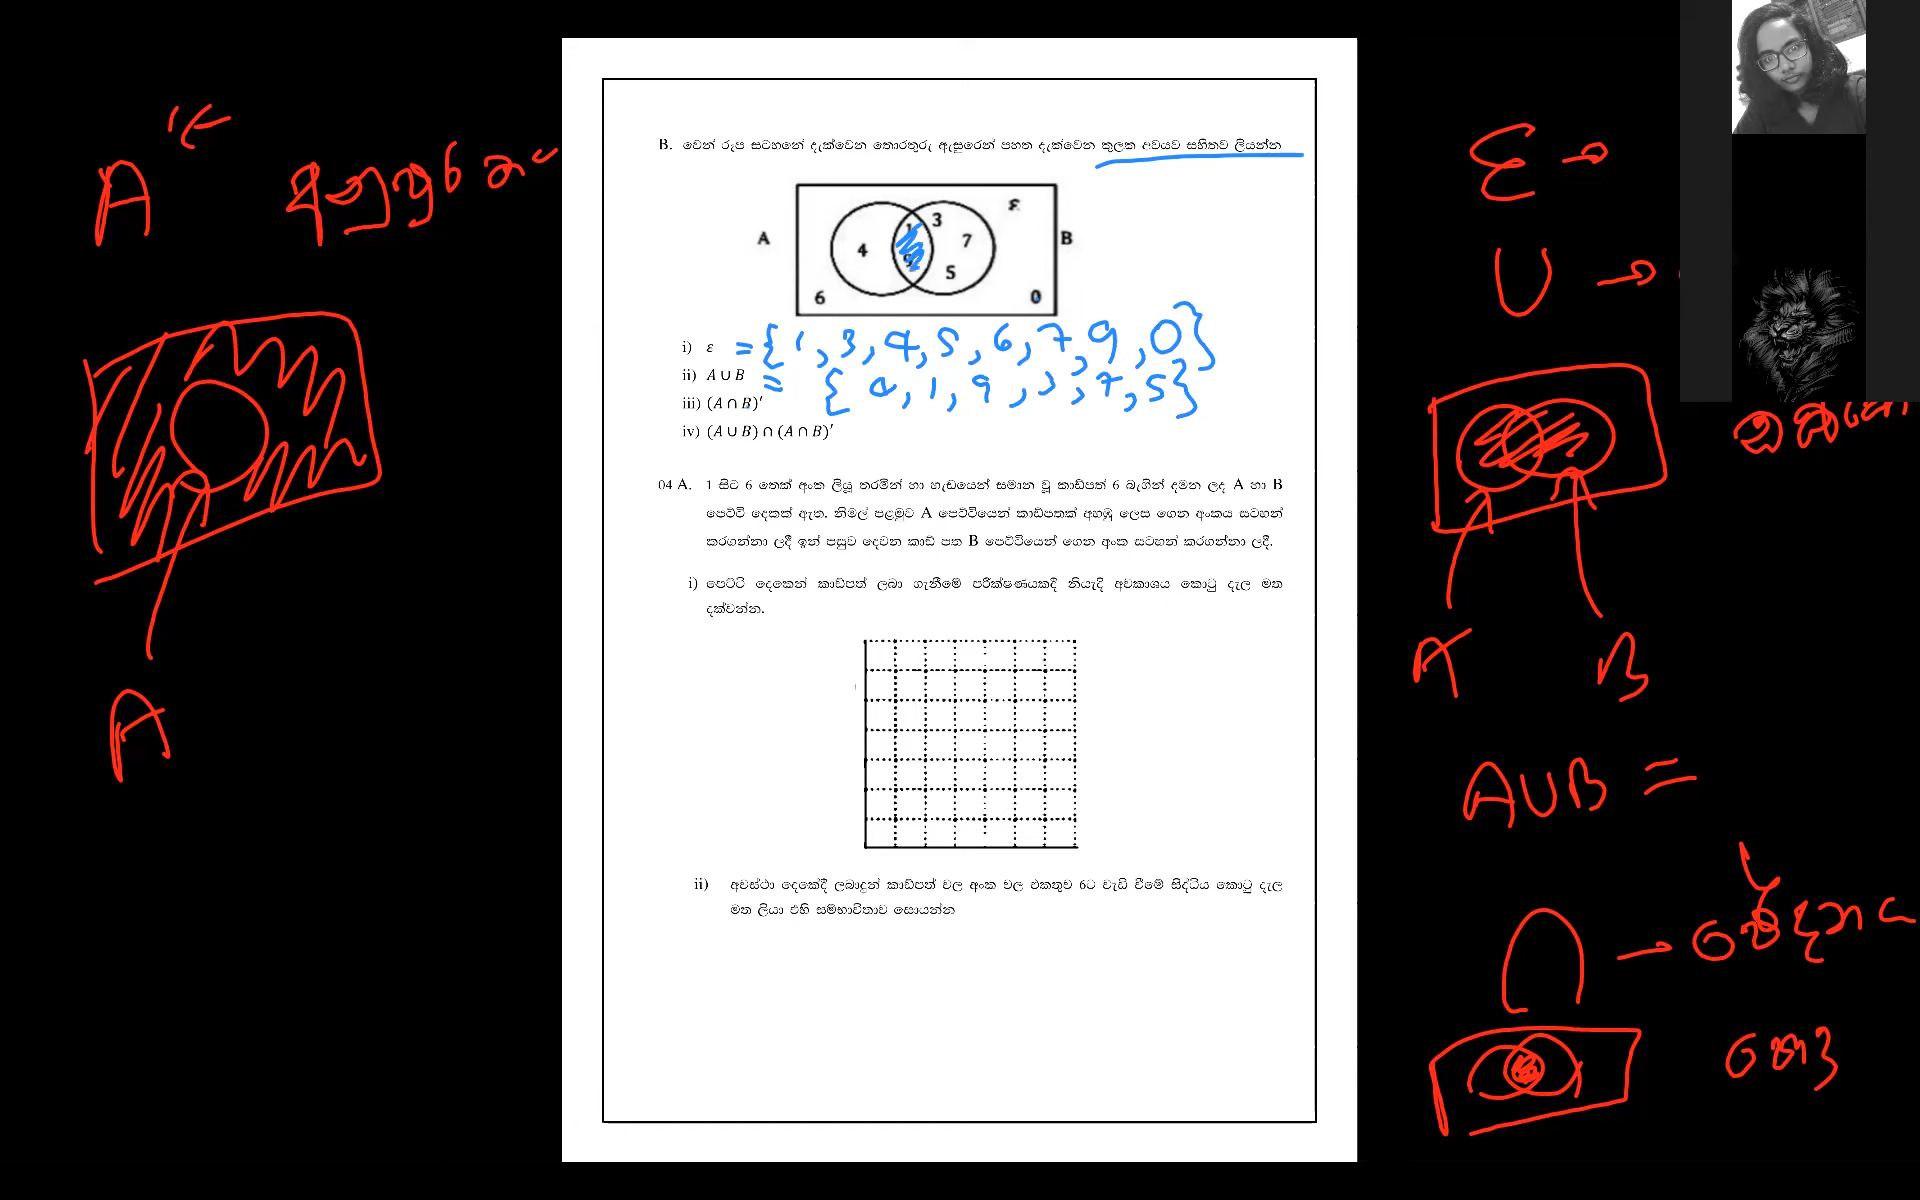 A'
අනුපූරක
A
B. වෙන් රූප සටහනේ දැක්වෙන තොරතුරු ඇසුරෙන් පහත දැක්වෙන කුලක අවයව සහිතව ලියන්න
A
4
1
9
3
7
5
ε
B
6
0
i) ε = {1, 3, 4, 5, 6, 7, 9, 0}
ii) A ∪ B = {4, 1, 9, 3, 7, 5}
iii) (A ∩ B)′
iv) (A ∪ B) ∩ (A ∩ B)′
04 A. 1 සිට 6 තෙක් අංක ලියූ තරමින් හා හැඩයෙන් සමාන වූ කාඩ්පත් 6 බැගින් දමන ලද A හා B
පෙට්ටි දෙකක් ඇත. නිමල් පළමුව A පෙට්ටියෙන් කාඩ්පතක් අහඹු ලෙස ගෙන අංකය සටහන්
කරගන්නා ලදී ඉන් පසුව දෙවන කාඩ් පත B පෙට්ටියෙන් ගෙන අංක සටහන් කරගන්නා ලදී.
i) පෙට්ටි දෙකෙන් කාඩ්පත් ලබා ගැනීමේ පරීක්ෂණයකදී නියැදි අවකාශය කොටු දැල මත
දක්වන්න.
ii) අවස්ථා දෙකේදී ලබාදුන් කාඩ්පත් වල අංක වල එකතුව 6ට වැඩි වීමේ සිද්ධිය කොටු දැල
මත ලියා එහි සම්භාවිතාව සොයන්න
ε →
U →
A
B
A∪B =
∩ →